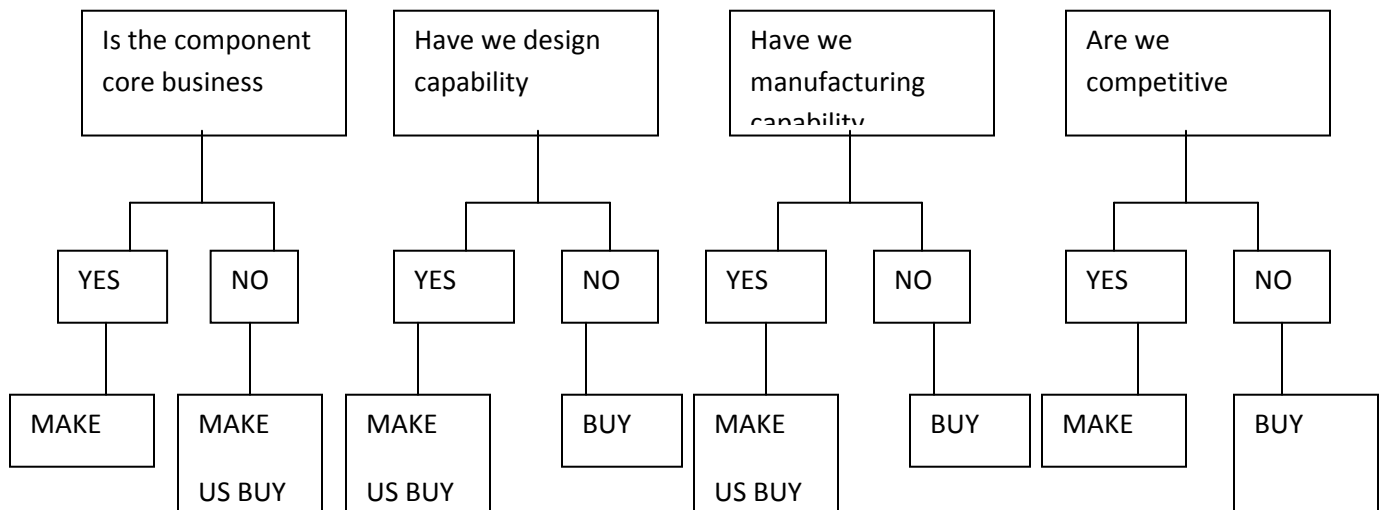 Is the component
core business
Have we design
capability
Have we
manufacturing
capability
Are we
competitive
YES
NO
YES
NO
YES
NO
YES
NO
MAKE
MAKE
US BUY
MAKE
US BUY
BUY
MAKE
US BUY
BUY
MAKE
BUY